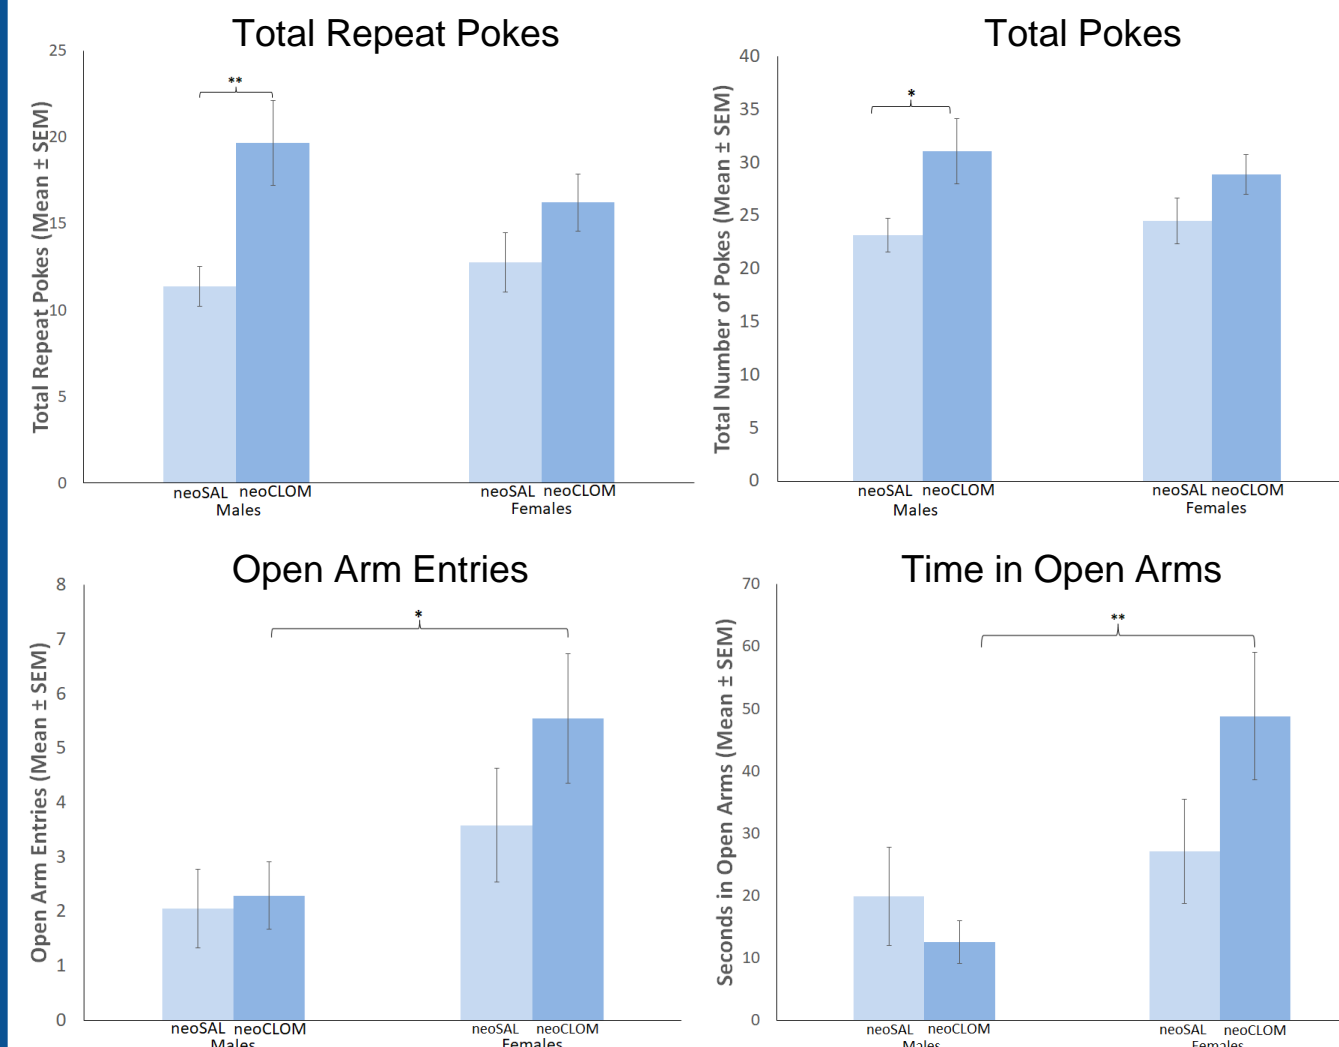 Total Repeat Pokes
Total Repeat Pokes (Mean ± SEM)
25
20
15
10
5
0
**
neoSAL neoCLOM
Males
neoSAL neoCLOM
Females
Total Pokes
Total Number of Pokes (Mean ± SEM)
40
35
30
25
20
15
10
5
0
*
neoSAL neoCLOM
Males
neoSAL neoCLOM
Females
Open Arm Entries
Open Arm Entries (Mean ± SEM)
8
7
6
5
4
3
2
1
0
*
neoSAL neoCLOM
Males
neoSAL neoCLOM
Females
Time in Open Arms
Seconds in Open Arms (Mean ± SEM)
70
60
50
40
30
20
10
0
**
neoSAL neoCLOM
Males
neoSAL neoCLOM
Females